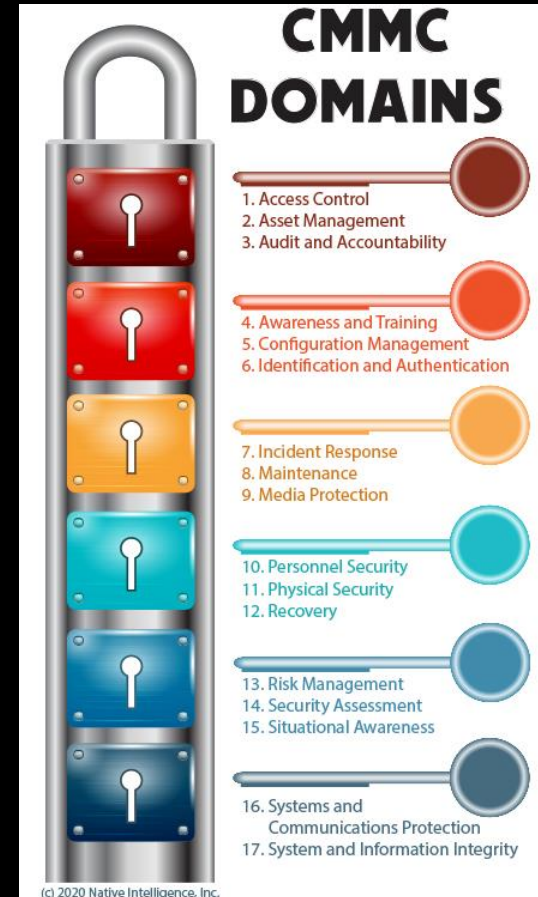 CMMC
DOMAINS
1. Access Control
2. Asset Management
3. Audit and Accountability
4. Awareness and Training
5. Configuration Management
6. Identification and Authentication
7. Incident Response
8. Maintenance
9. Media Protection
10. Personnel Security
11. Physical Security
12. Recovery
13. Risk Management
14. Security Assessment
15. Situational Awareness
16. Systems and
Communications Protection
17. System and Information Integrity
(c) 2020 Native Intelligence, Inc.